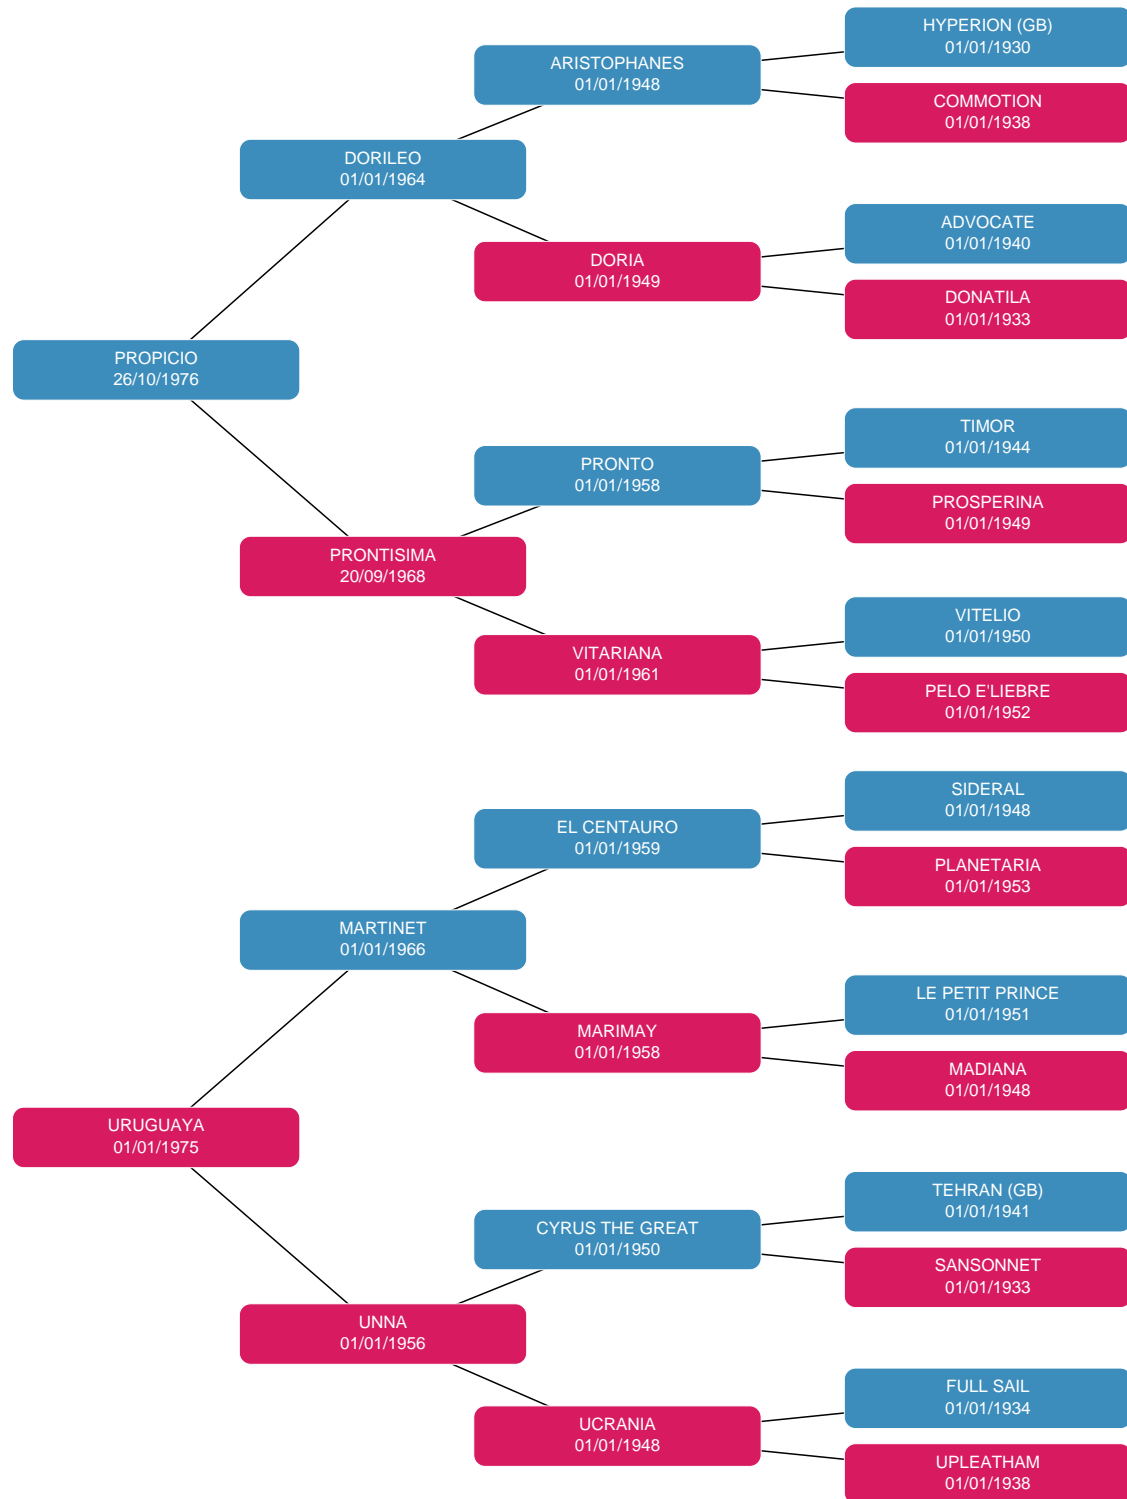 HYPERION (GB)
01/01/1930
ARISTOPHANES
01/01/1948
COMMOTION
01/01/1938
DORILEO
01/01/1964
ADVOCATE
01/01/1940
DORIA
01/01/1949
DONATILA
01/01/1933
PROPICIO
26/10/1976
TIMOR
01/01/1944
PRONTO
01/01/1958
PROSPERINA
01/01/1949
PRONTISIMA
20/09/1968
VITELIO
01/01/1950
VITARIANA
01/01/1961
PELO E'LIEBRE
01/01/1952
SIDERAL
01/01/1948
EL CENTAURO
01/01/1959
PLANETARIA
01/01/1953
MARTINET
01/01/1966
LE PETIT PRINCE
01/01/1951
MARIMAY
01/01/1958
MADIANA
01/01/1948
URUGUAYA
01/01/1975
TEHRAN (GB)
01/01/1941
CYRUS THE GREAT
01/01/1950
SANSONNET
01/01/1933
UNNA
01/01/1956
FULL SAIL
01/01/1934
UCRANIA
01/01/1948
UPLEATHAM
01/01/1938